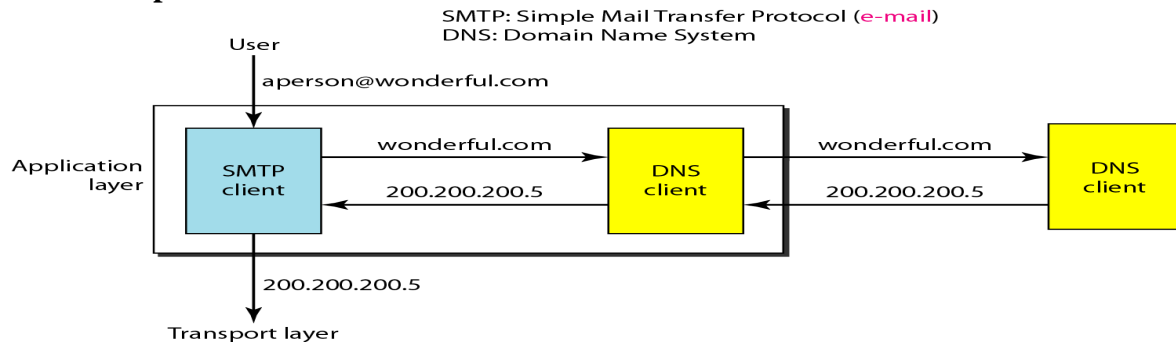 SMTP: Simple Mail Transfer Protocol (e-mail)
DNS: Domain Name System
User
aperson@wonderful.com
Application
layer
SMTP
client
wonderful.com
200.200.200.5
DNS
client
wonderful.com
200.200.200.5
DNS
client
200.200.200.5
Transport layer